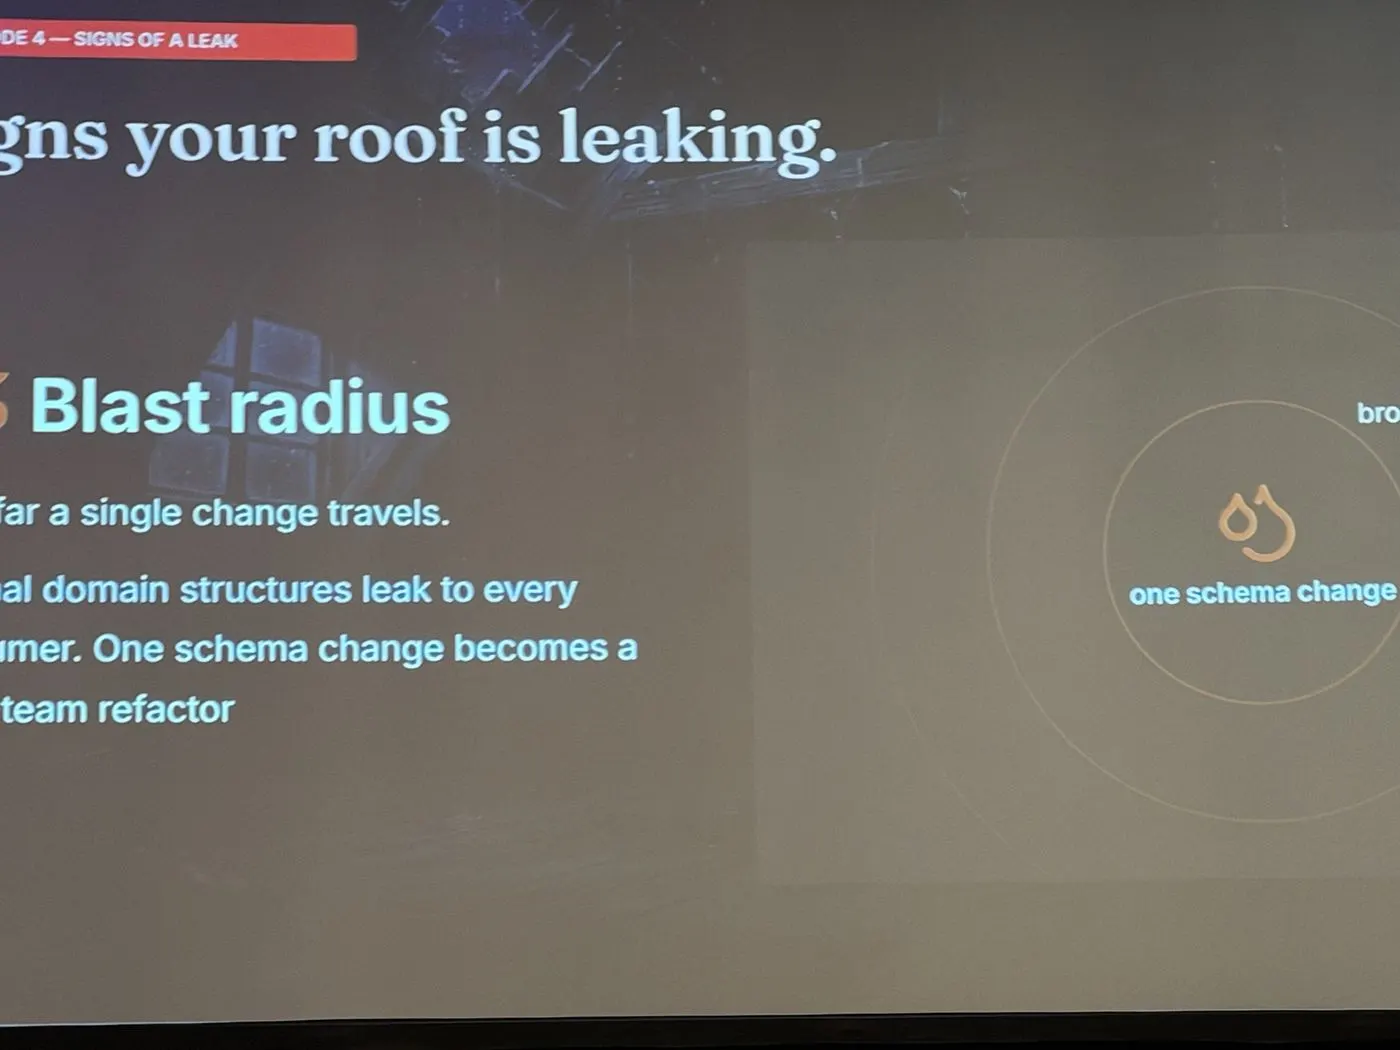 DE 4 — SIGNS OF A LEAK
gns your roof is leaking.
Blast radius
far a single change travels.
al domain structures leak to every
umer. One schema change becomes a
team refactor
bro
one schema change